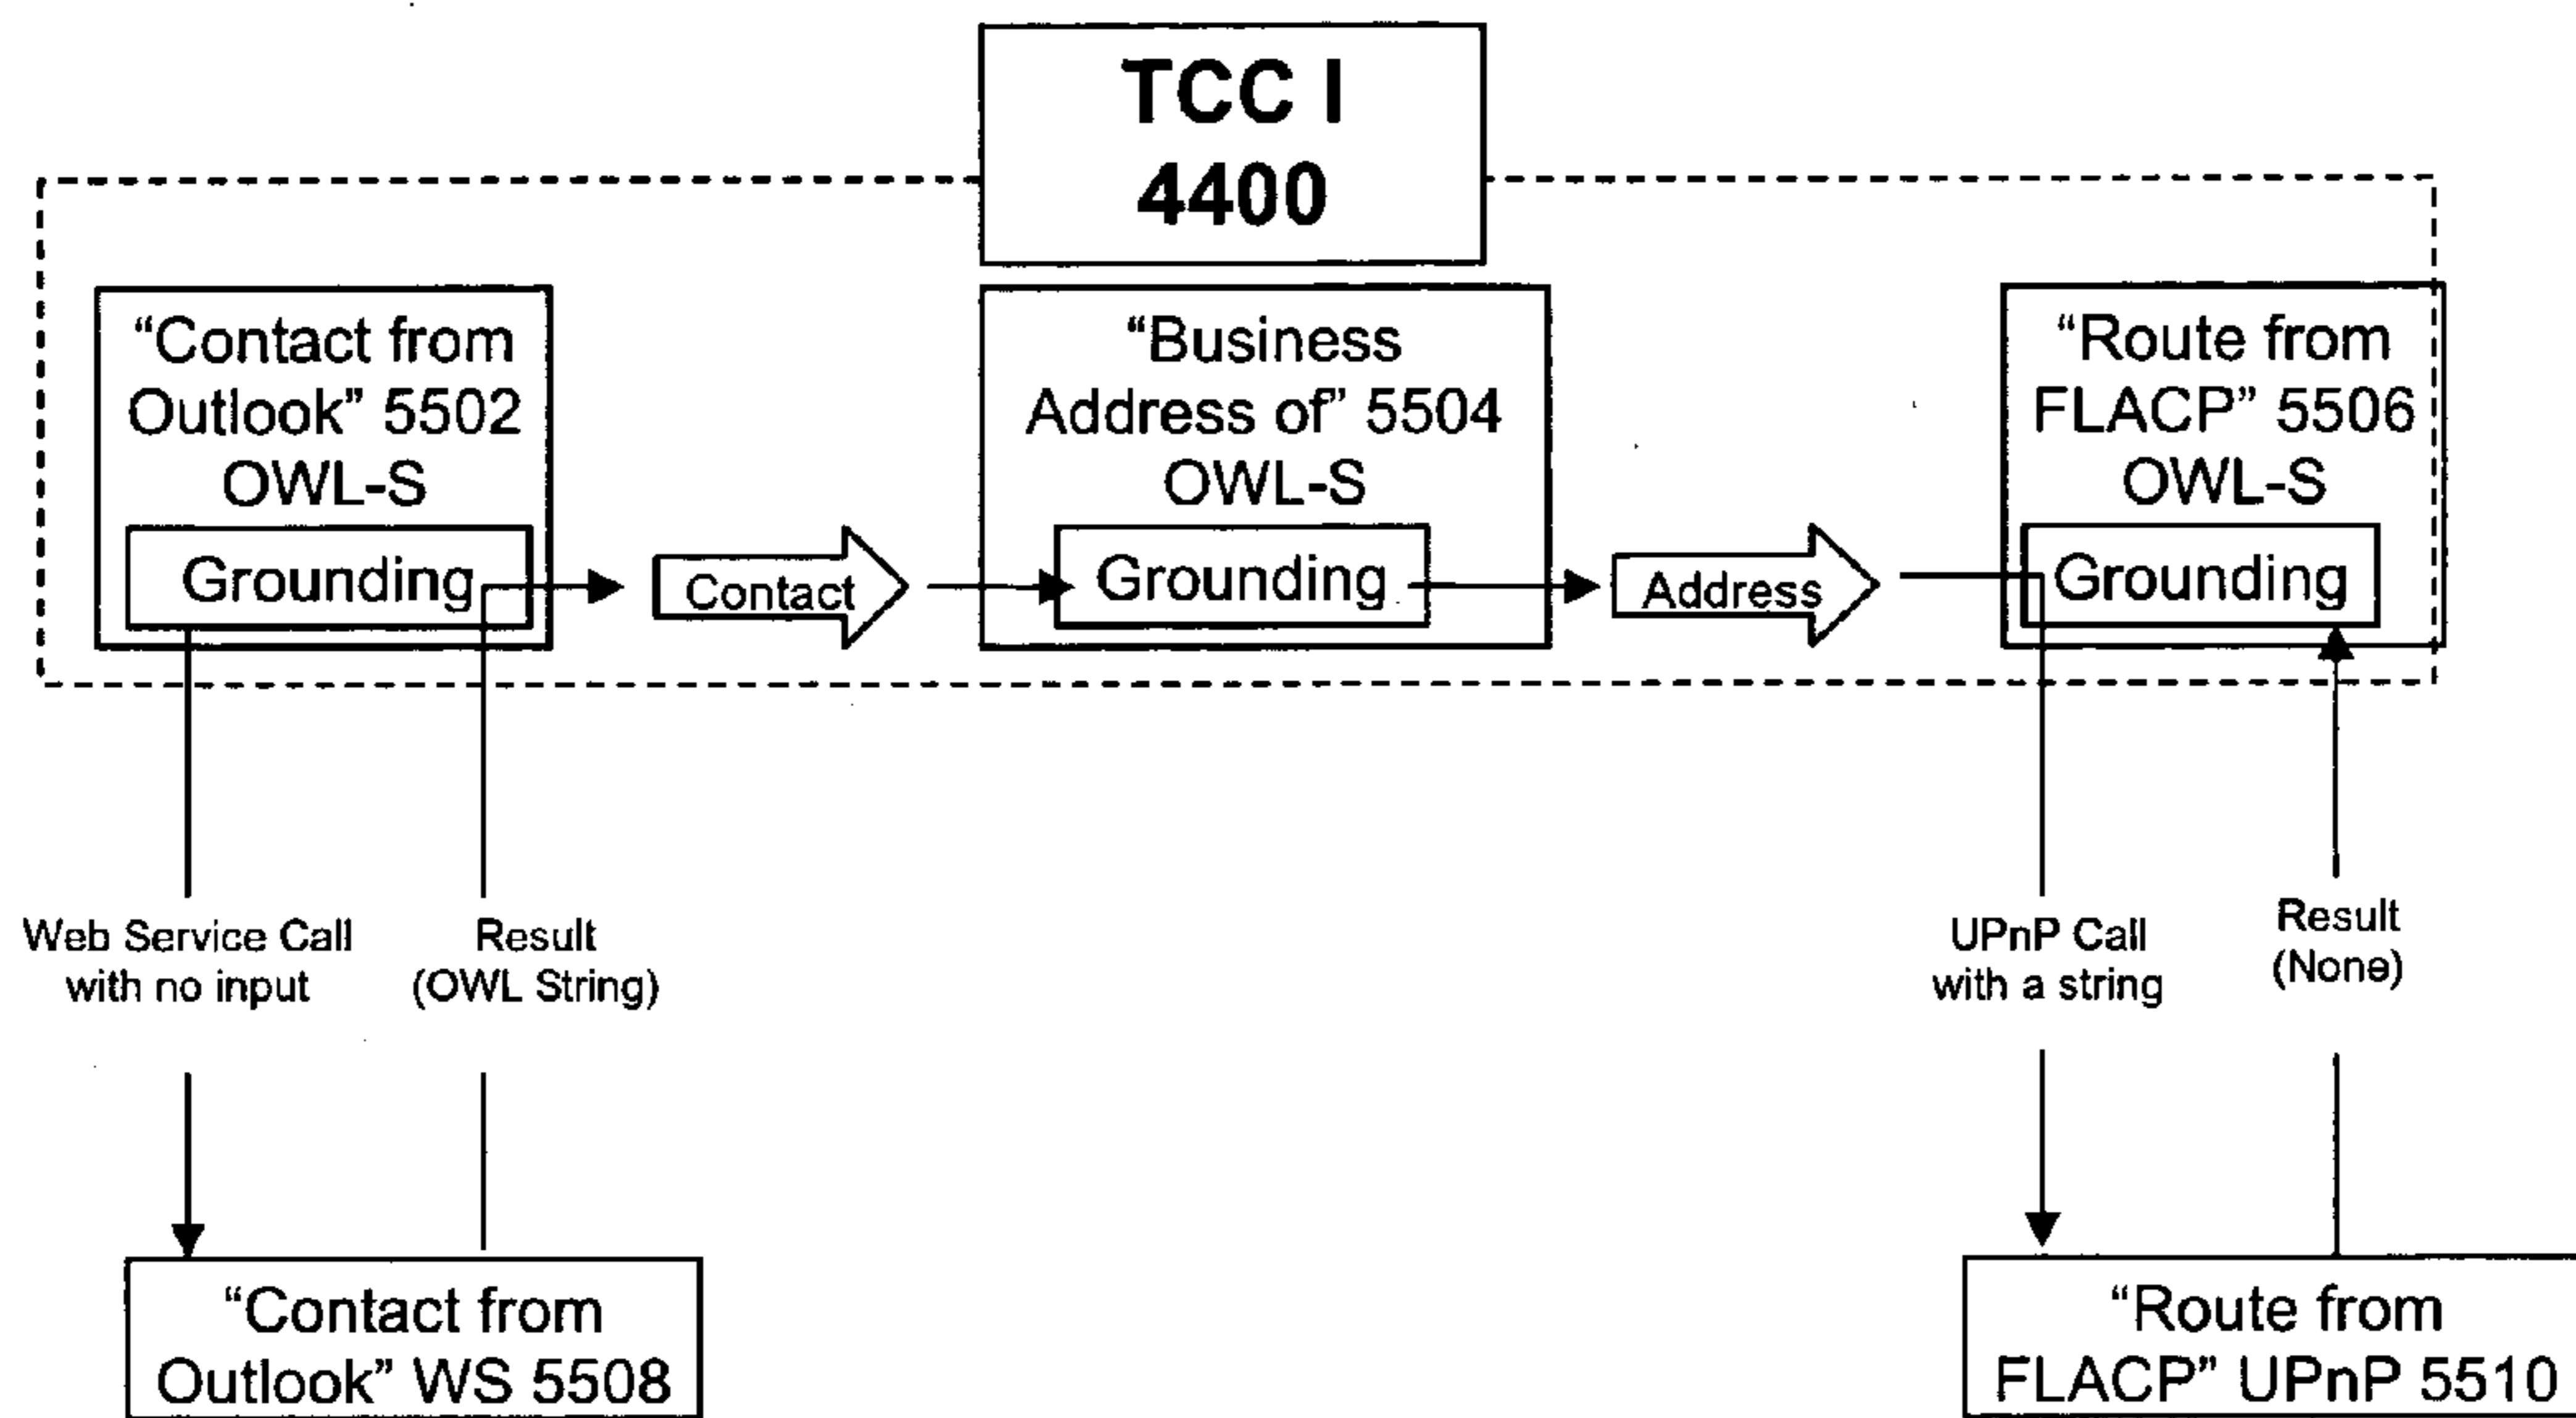 TCC I
4400
“Contact from
Outlook” 5502
OWL-S
Grounding
Contact
“Business
Address of” 5504
OWL-S
Grounding
Address
“Route from
FLACP” 5506
OWL-S
Grounding
Web Service Call
with no input
Result
(OWL String)
UPnP Call
with a string
Result
(None)
“Contact from
Outlook” WS 5508
“Route from
FLACP” UPnP 5510